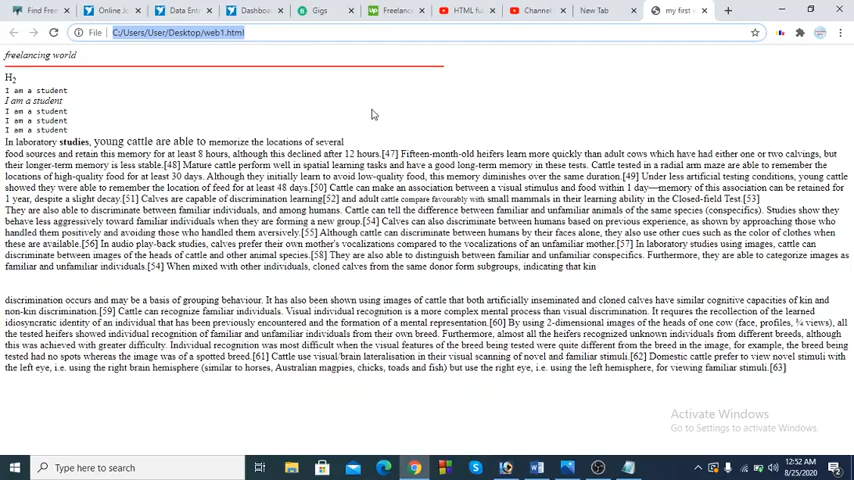 Find Free
Online Jo
Data Entr
Dashboa
Gigs
Freelance
HTML ful
Channel c
New Tab
my first w
File C:/Users/User/Desktop/web1.html
freelancing world
H2
I am a student
I am a student
I am a student
I am a student
I am a student
In laboratory studies, young cattle are able to memorize the locations of several
food sources and retain this memory for at least 8 hours, although this declined after 12 hours.[47] Fifteen-month-old heifers learn more quickly than adult cows which have had either one or two calvings, but
their longer-term memory is less stable.[48] Mature cattle perform well in spatial learning tasks and have a good long-term memory in these tests. Cattle tested in a radial arm maze are able to remember the
locations of high-quality food for at least 30 days. Although they initially learn to avoid low-quality food, this memory diminishes over the same duration.[49] Under less artificial testing conditions, young cattle
showed they were able to remember the location of feed for at least 48 days.[50] Cattle can make an association between a visual stimulus and food within 1 day—memory of this association can be retained for
1 year, despite a slight decay.[51] Calves are capable of discrimination learning[52] and adult cattle compare favourably with small mammals in their learning ability in the Closed-field Test.[53]
They are also able to discriminate between familiar individuals, and among humans. Cattle can tell the difference between familiar and unfamiliar animals of the same species (conspecifics). Studies show they
behave less aggressively toward familiar individuals when they are forming a new group.[54] Calves can also discriminate between humans based on previous experience, as shown by approaching those who
handled them positively and avoiding those who handled them aversively.[55] Although cattle can discriminate between humans by their faces alone, they also use other cues such as the color of clothes when
these are available.[56] In audio play-back studies, calves prefer their own mother's vocalizations compared to the vocalizations of an unfamiliar mother.[57] In laboratory studies using images, cattle can
discriminate between images of the heads of cattle and other animal species.[58] They are also able to distinguish between familiar and unfamiliar conspecifics. Furthermore, they are able to categorize images as
familiar and unfamiliar individuals.[54] When mixed with other individuals, cloned calves from the same donor form subgroups, indicating that kin
discrimination occurs and may be a basis of grouping behaviour. It has also been shown using images of cattle that both artificially inseminated and cloned calves have similar cognitive capacities of kin and
non-kin discrimination.[59] Cattle can recognize familiar individuals. Visual individual recognition is a more complex mental process than visual discrimination. It requires the recollection of the learned
idiosyncratic identity of an individual that has been previously encountered and the formation of a mental representation.[60] By using 2-dimensional images of the heads of one cow (face, profiles, ¾ views), all
the tested heifers showed individual recognition of familiar and unfamiliar individuals from their own breed. Furthermore, almost all the heifers recognized unknown individuals from different breeds, although
this was achieved with greater difficulty. Individual recognition was most difficult when the visual features of the breed being tested were quite different from the breed in the image, for example, the breed being
tested had no spots whereas the image was of a spotted breed.[61] Cattle use visual/brain lateralisation in their visual scanning of novel and familiar stimuli.[62] Domestic cattle prefer to view novel stimuli with
the left eye, i.e. using the right brain hemisphere (similar to horses, Australian magpies, chicks, toads and fish) but use the right eye, i.e. using the left hemisphere, for viewing familiar stimuli.[63]
Activate Windows
Go to Settings to activate Windows.
Type here to search
12:52 AM
8/25/2020